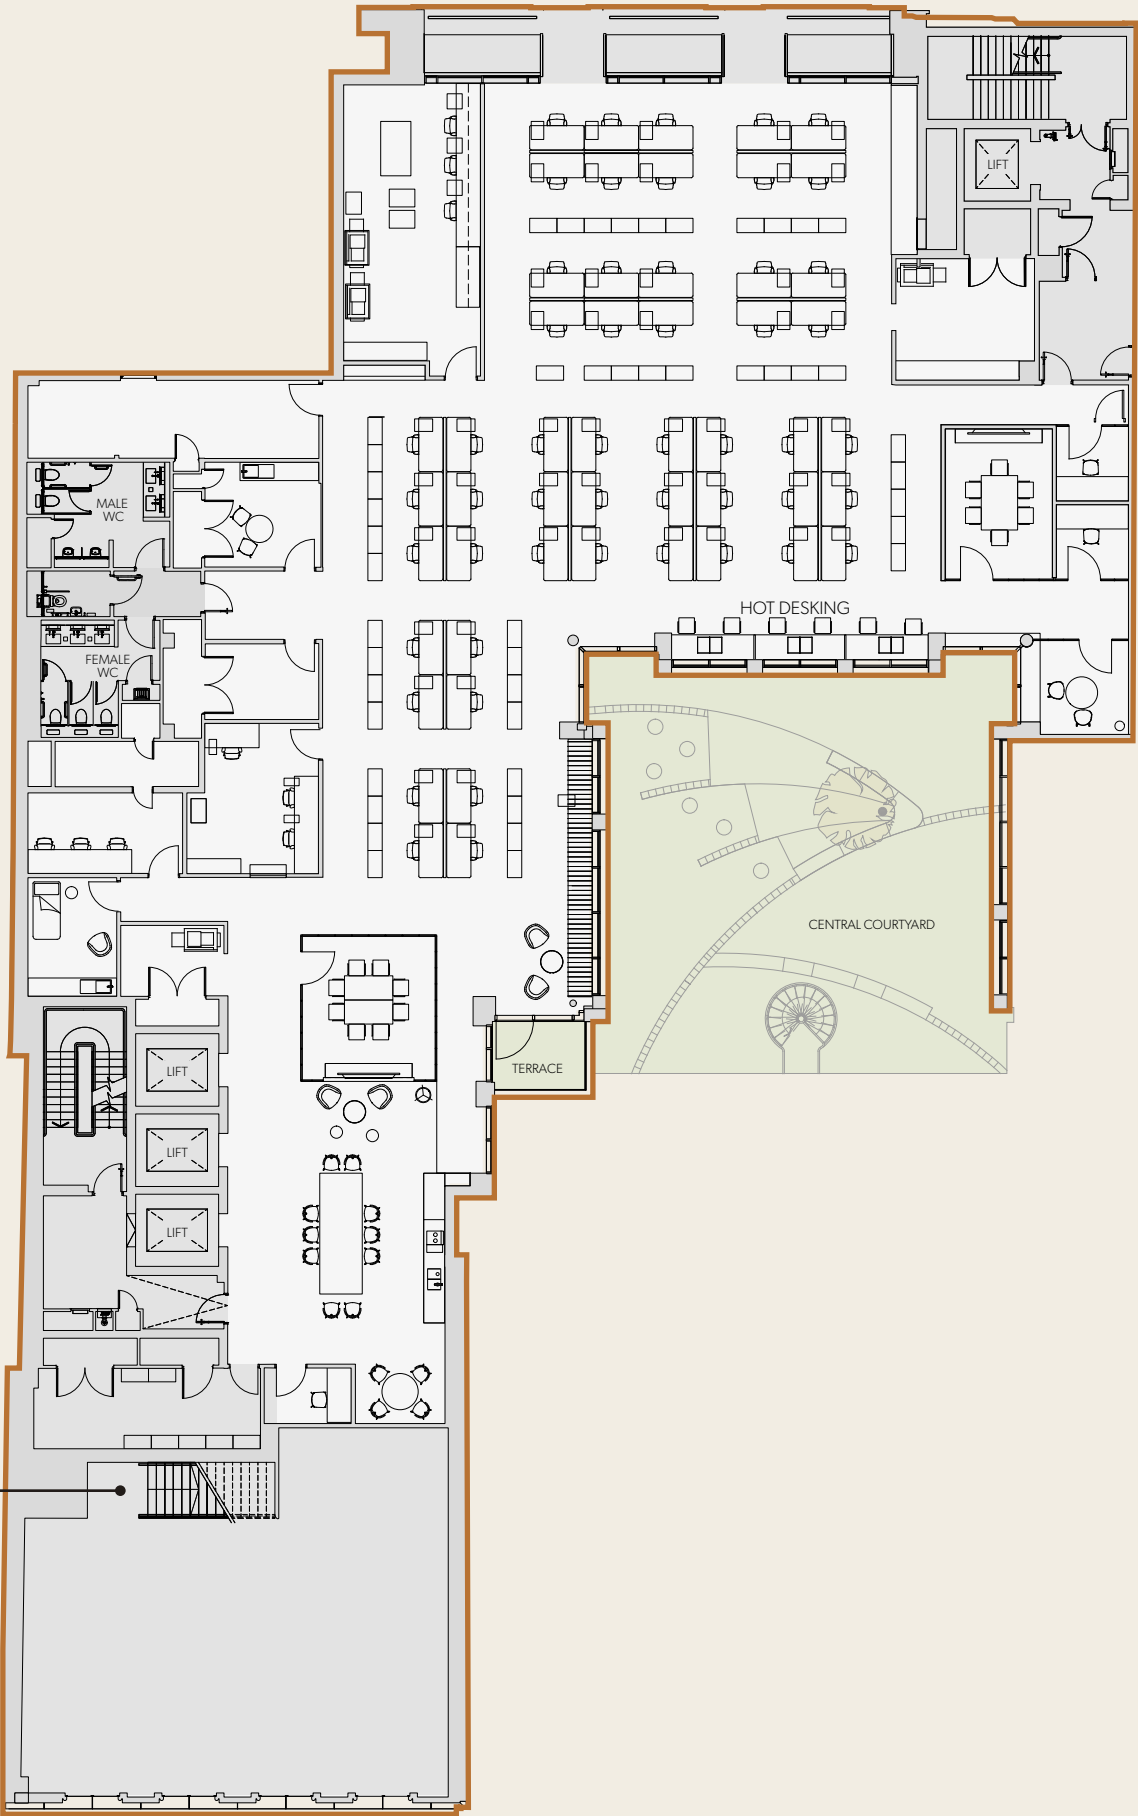 LIFT
MALE
WC
HOT DESKING
FEMALE
WC
CENTRAL COURTYARD
TERRACE
LIFT
LIFT
LIFT